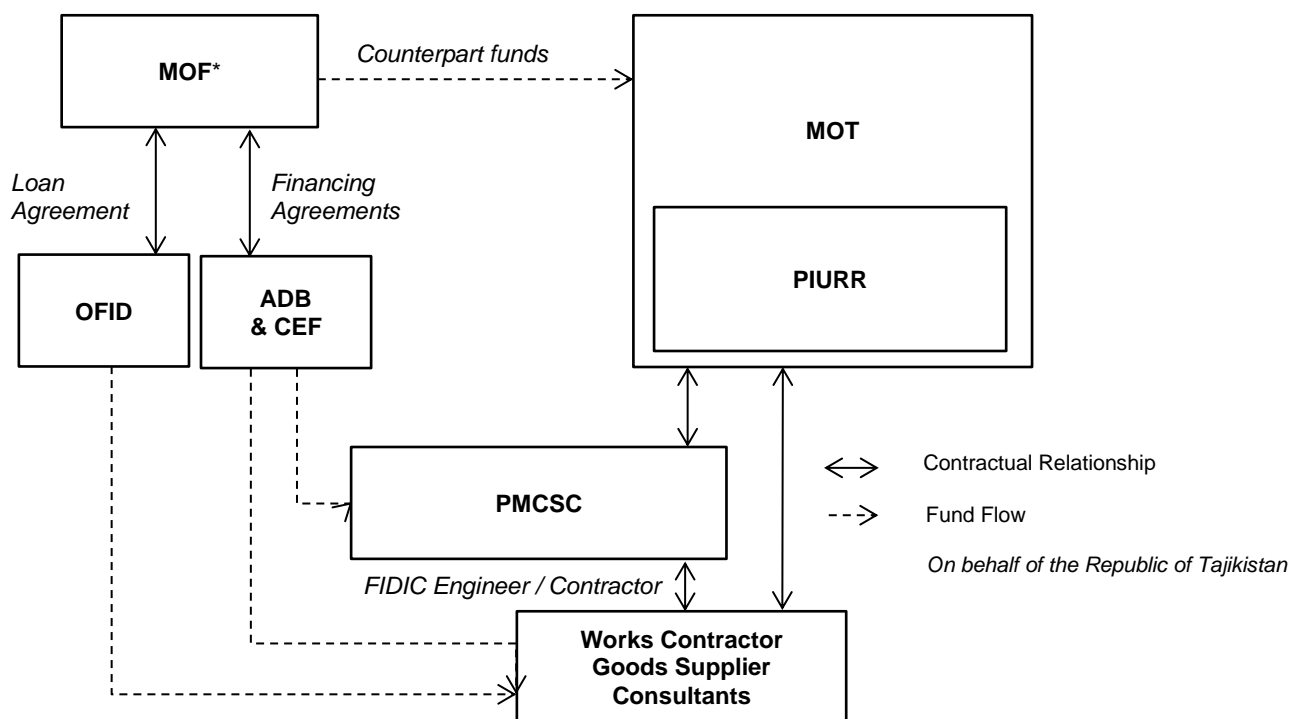 Counterpart funds
MOF*
MOT
Loan
Agreement
Financing
Agreements
PIURR
OFID
ADB
& CEF
PMCSC
Contractual Relationship
Fund Flow
On behalf of the Republic of Tajikistan
FIDIC Engineer / Contractor
Works Contractor
Goods Supplier
Consultants